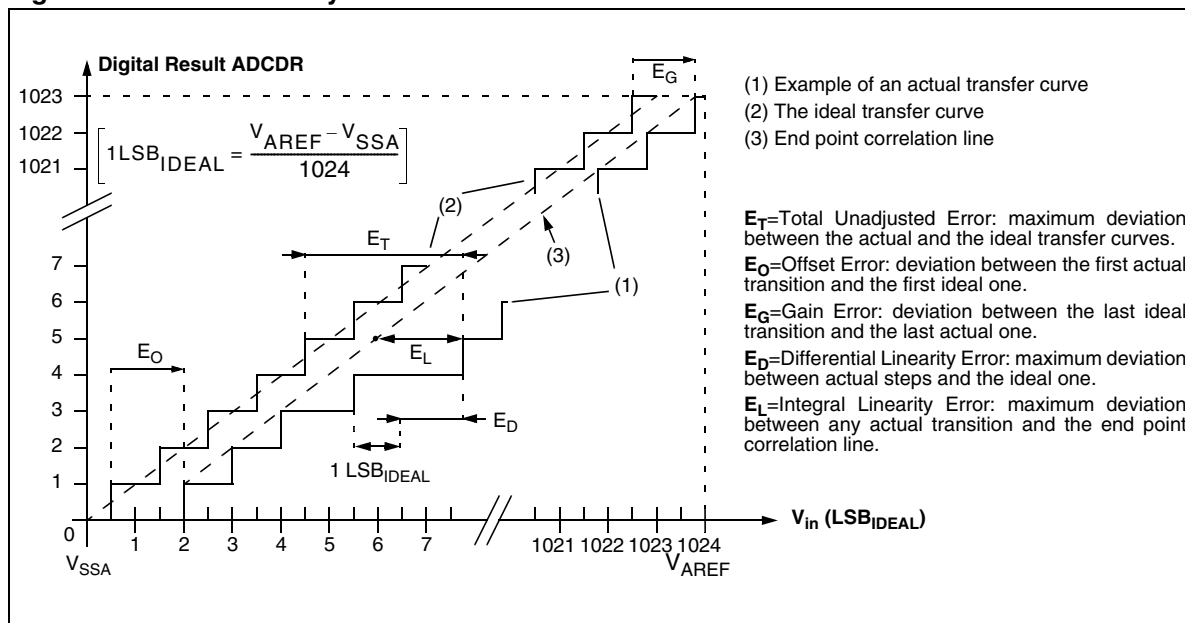 Digital Result ADCDR
1023
1022
1021
7
6
5
4
3
2
1
0
1LSB_IDEAL = V_AREF – V_SSA / 1024
E_G
(2)
(3)
(1)
E_T
E_O
E_L
E_D
1 LSB_IDEAL
1 2 3 4 5 6 7 1021 1022 1023 1024
V_in (LSB_IDEAL)
V_SSA
V_AREF
(1) Example of an actual transfer curve
(2) The ideal transfer curve
(3) End point correlation line
E_T=Total Unadjusted Error: maximum deviation
between the actual and the ideal transfer curves.
E_O=Offset Error: deviation between the first actual
transition and the first ideal one.
E_G=Gain Error: deviation between the last ideal
transition and the last actual one.
E_D=Differential Linearity Error: maximum deviation
between actual steps and the ideal one.
E_L=Integral Linearity Error: maximum deviation
between any actual transition and the end point
correlation line.